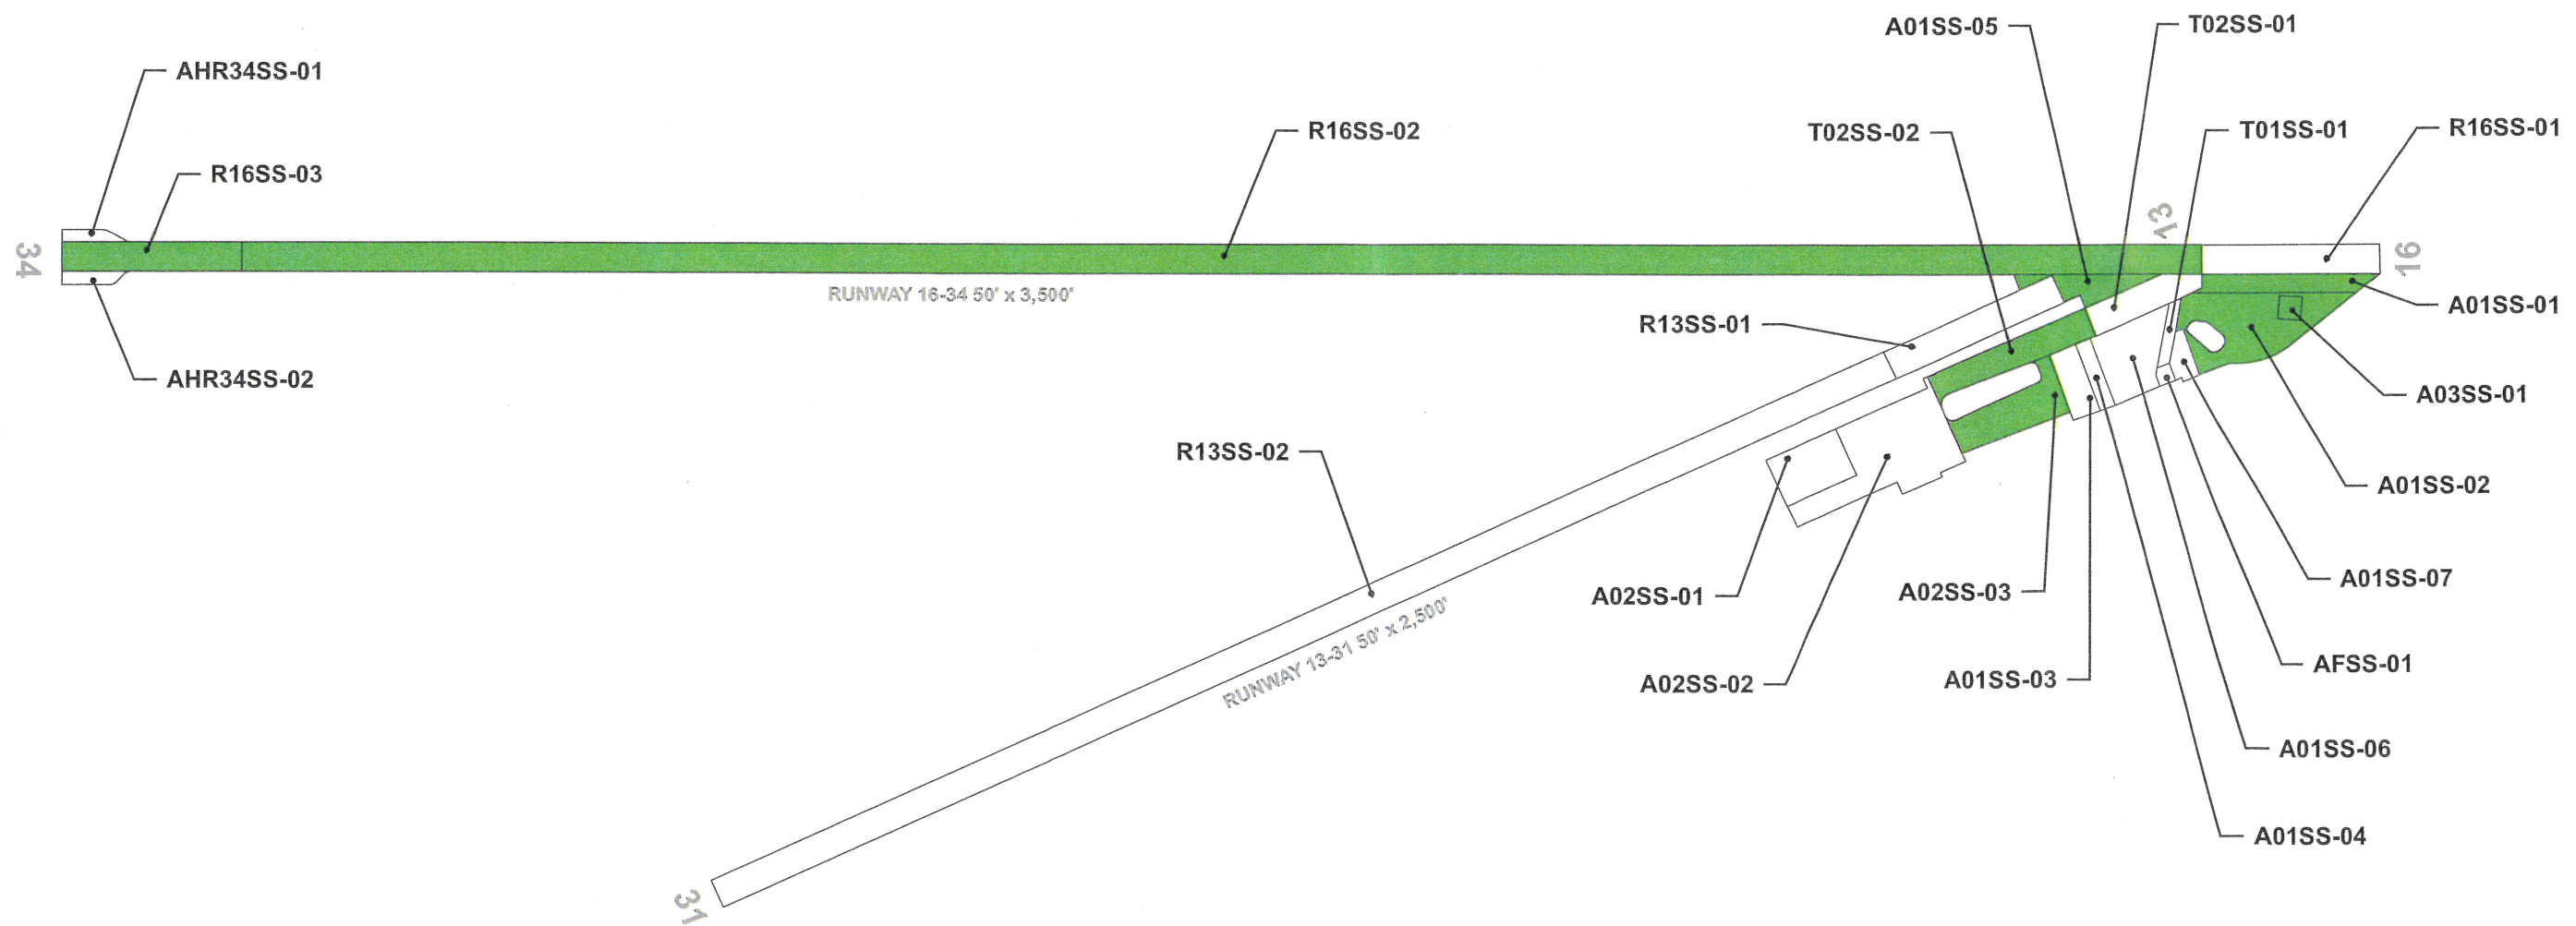 A01SS-05
T02SS-01
AHR34SS-01
R16SS-02
T02SS-02
T01SS-01
R16SS-01
R16SS-03
13
34
16
RUNWAY 16-34 50' x 3,500'
A01SS-01
R13SS-01
AHR34SS-02
A03SS-01
R13SS-02
A01SS-02
A01SS-07
A02SS-01
A02SS-03
RUNWAY 13-31 50' x 2,500'
AFSS-01
A02SS-02
A01SS-03
A01SS-06
A01SS-04
31